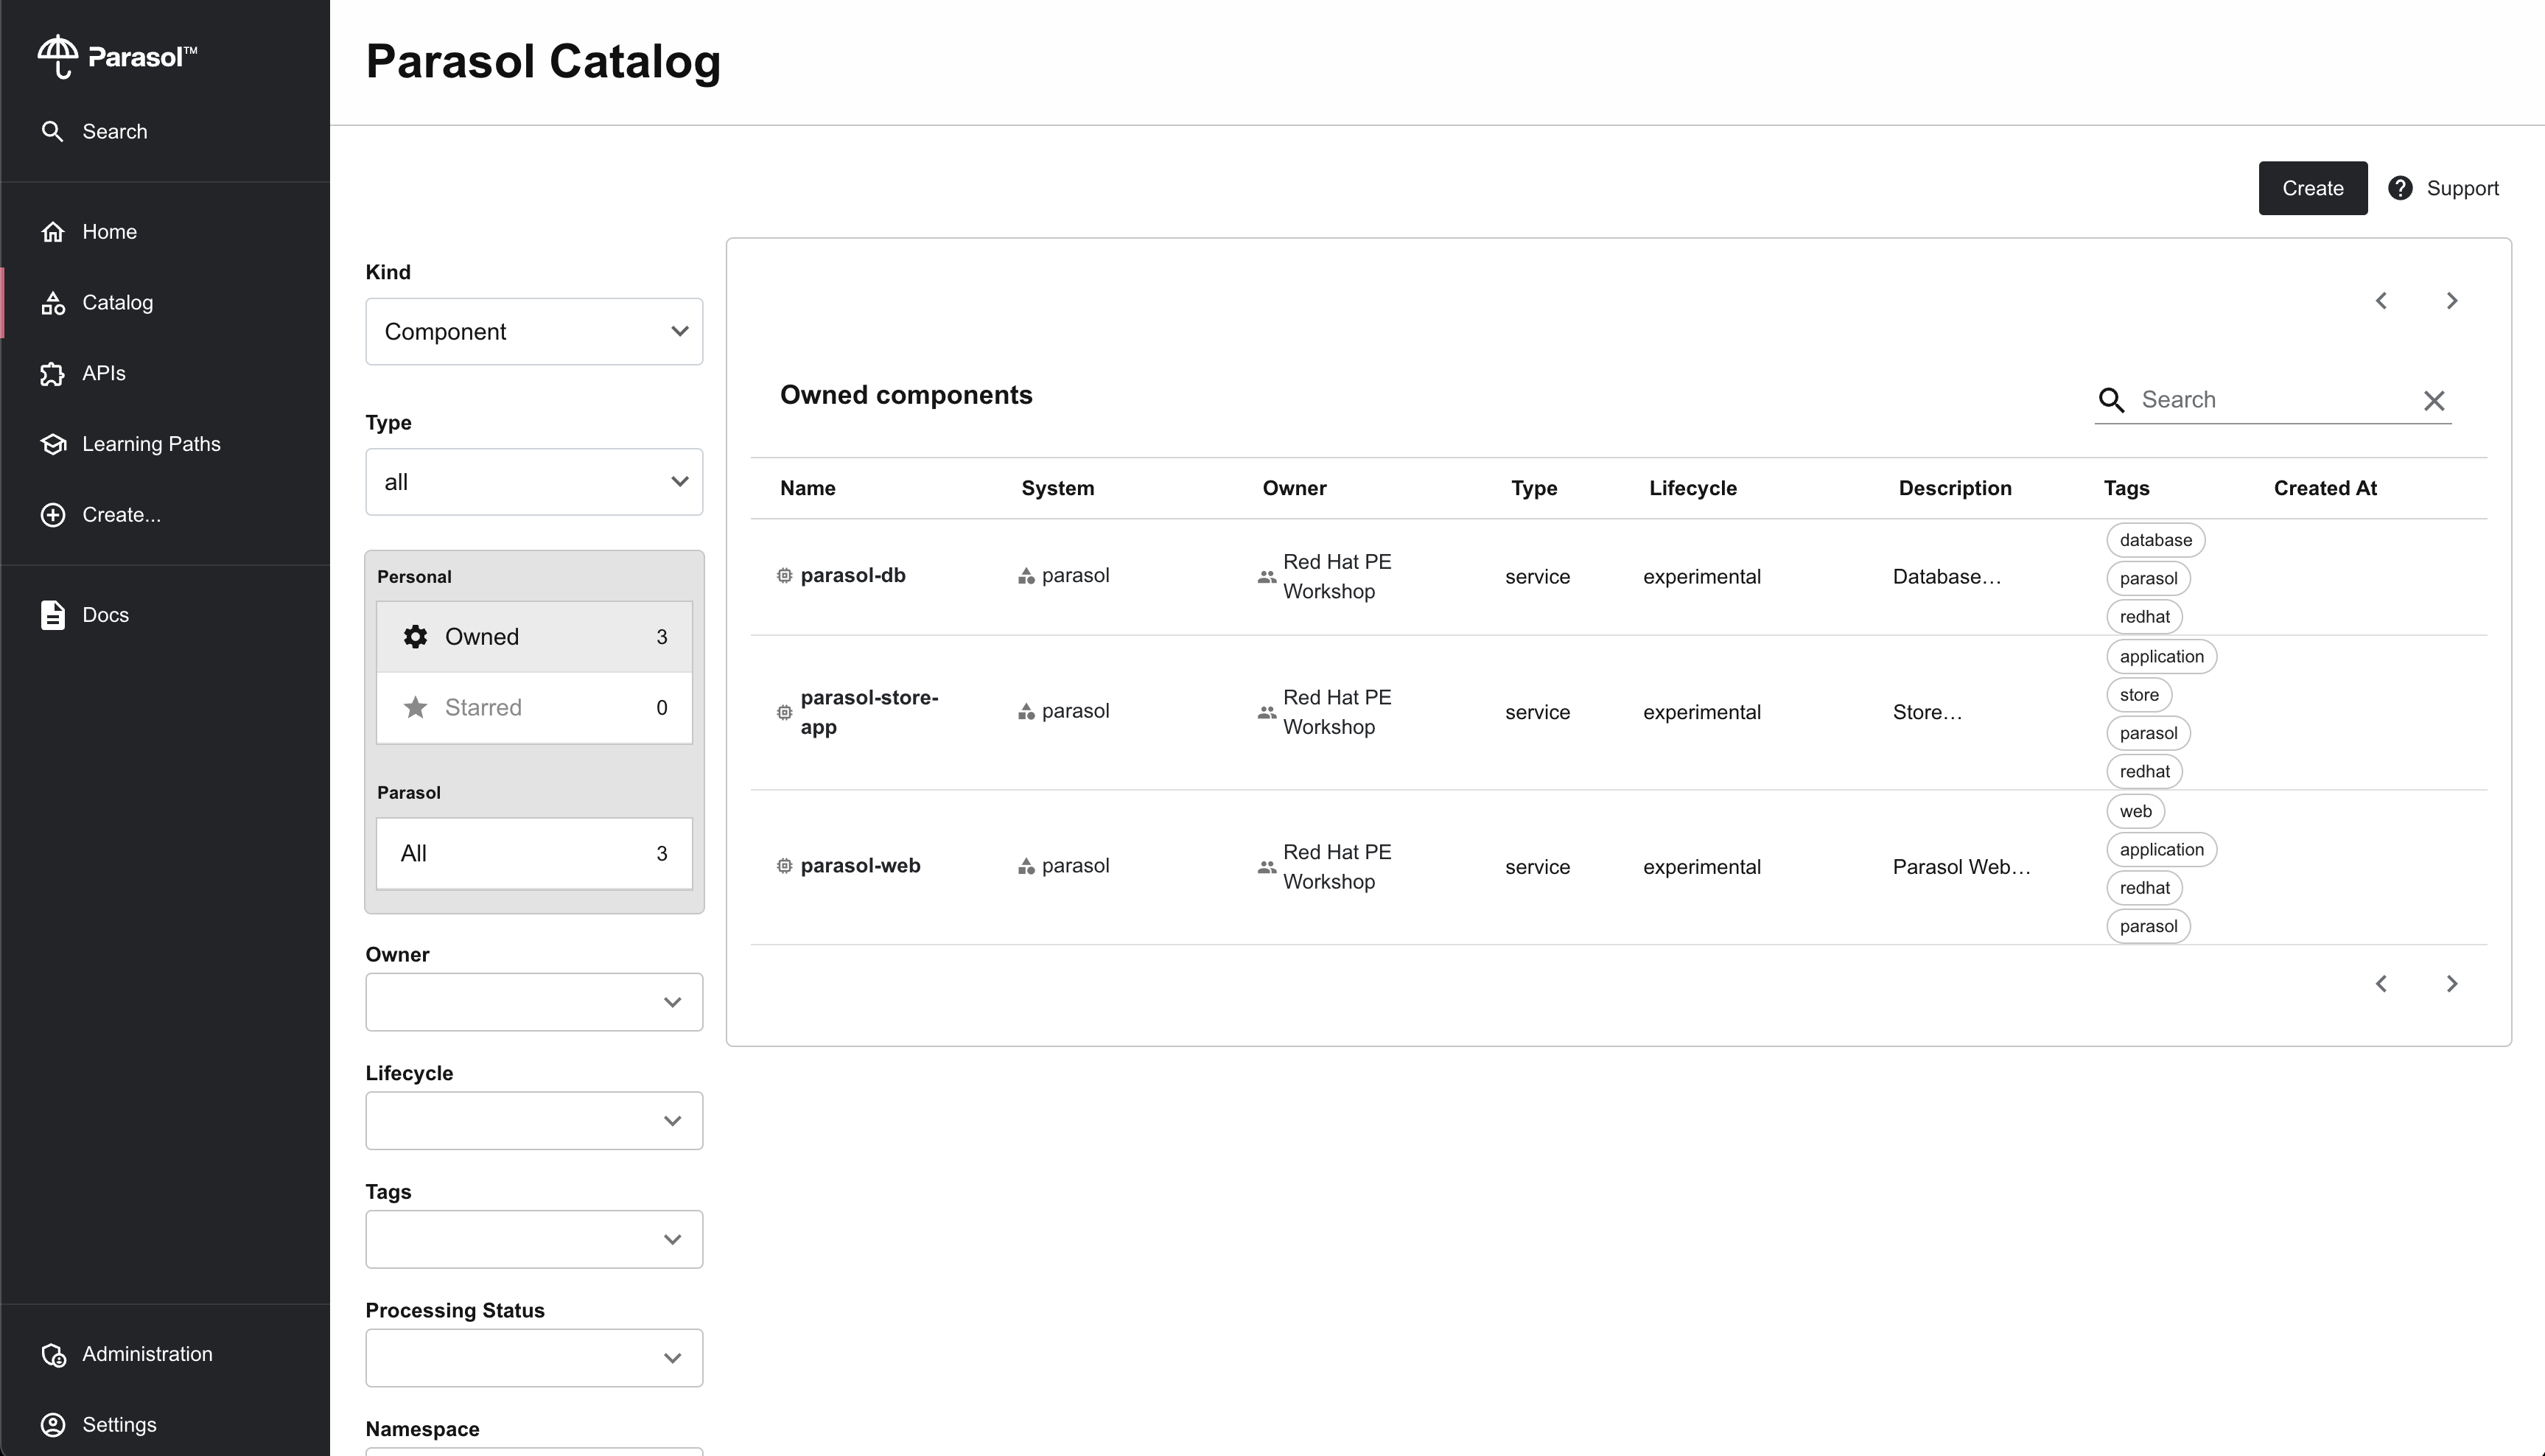 Parasol™
Search
Home
Catalog
APIs
Learning Paths
Create...
Docs
Administration
Settings
Parasol Catalog
Create
Support
Kind
Component
Type
all
Personal
Owned 3
Starred 0
Parasol
All 3
Owner
Lifecycle
Tags
Processing Status
Namespace
Owned components
Search
Name System Owner Type Lifecycle Description Tags Created At
parasol-db parasol Red Hat PE Workshop service experimental Database…
database
parasol
redhat
parasol-store-app parasol Red Hat PE Workshop service experimental Store…
application
store
parasol
redhat
parasol-web parasol Red Hat PE Workshop service experimental Parasol Web…
web
application
redhat
parasol